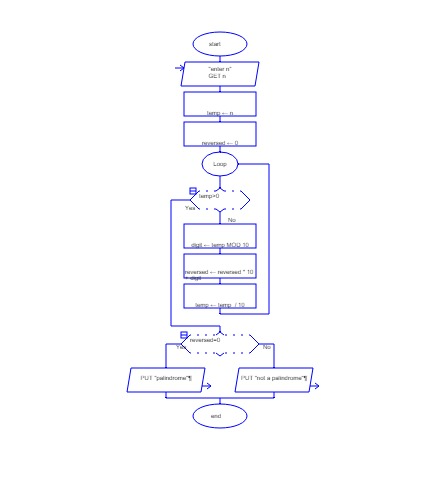 start
"enter n"
GET n
temp ← n
reversed ← 0
Loop
temp>0
Yes
No
digit ← temp MOD 10
reversed ← reversed * 10
+ digit
temp ← temp / 10
reversed=0
Yes
No
PUT "palindrome"¶
PUT "not a palindrome"¶
end